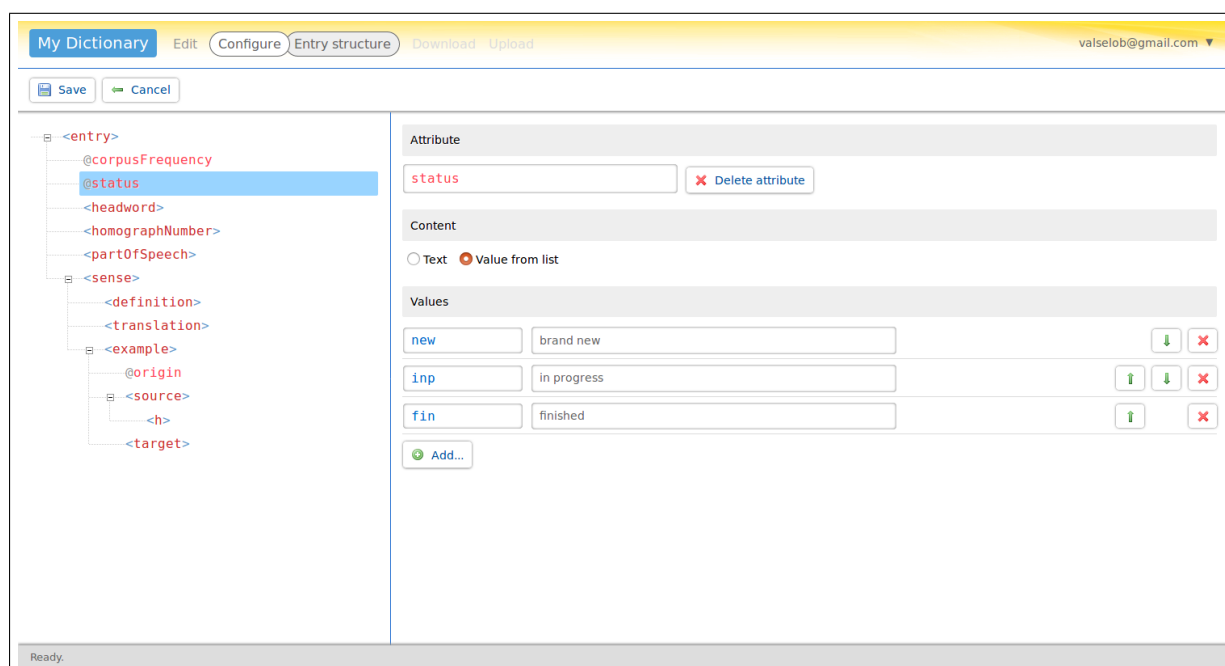 My Dictionary Edit Configure Entry structure Download Upload valselob@gmail.com ▼
Save Cancel
<entry>
@corpusFrequency
@status
<headword>
<homographNumber>
<partOfSpeech>
<sense>
<definition>
<translation>
<example>
@origin
<source>
<h>
<target>
Attribute
status Delete attribute
Content
Text Value from list
Values
new brand new
inp in progress
fin finished
Add...
Ready.